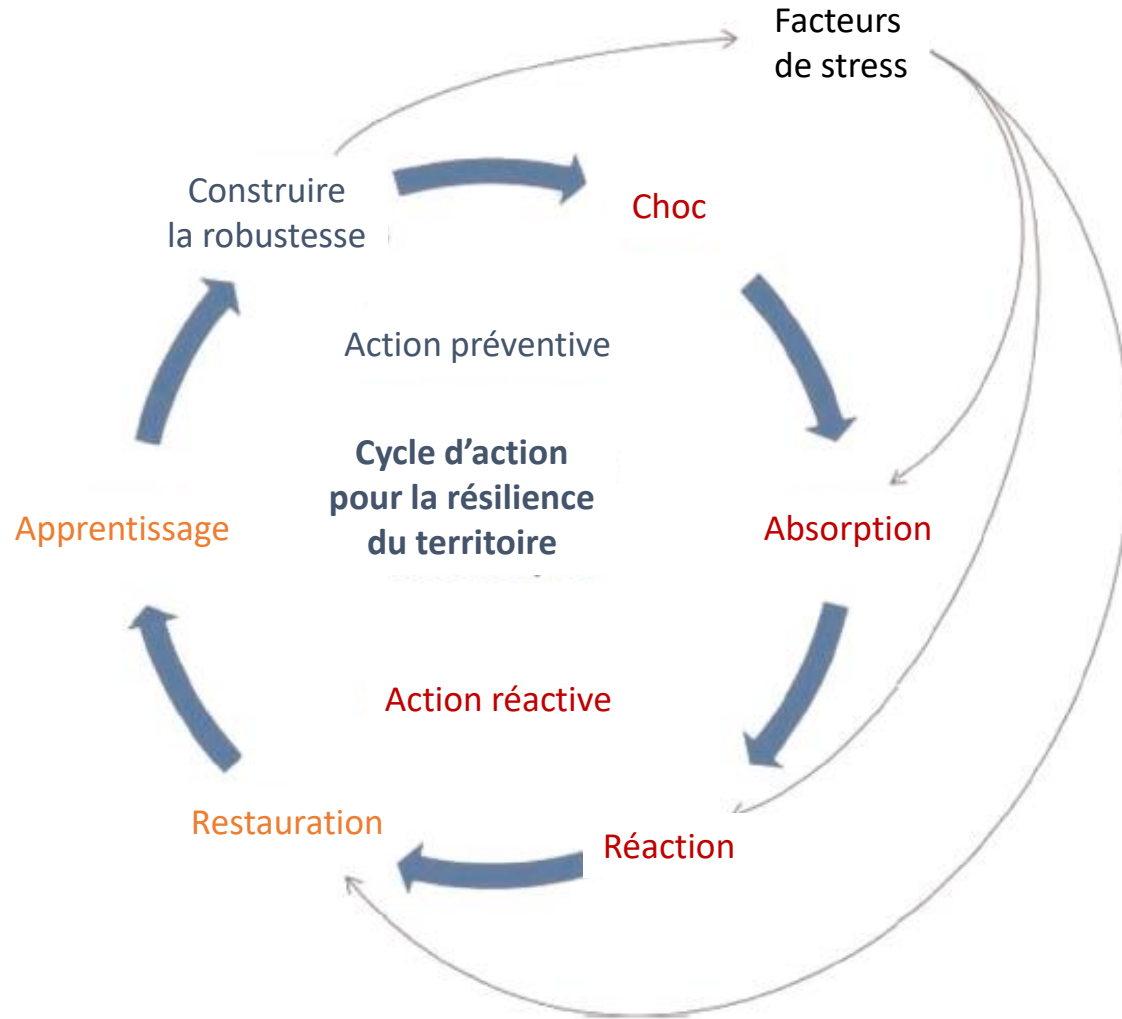 Facteurs
de stress
Construire
la robustesse
Choc
Action préventive
Cycle d’action
pour la résilience
du territoire
Apprentissage
Absorption
Action réactive
Restauration
Réaction